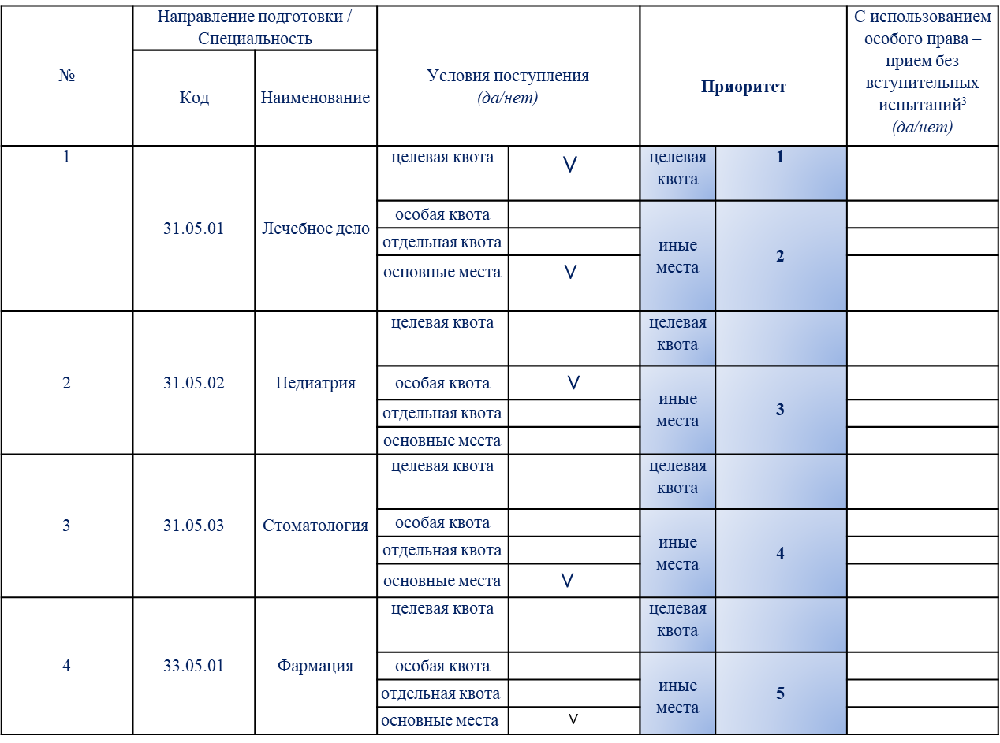 №
Направление подготовки /
Специальность
Код
Наименование
Условия поступления
(да/нет)
Приоритет
С использованием
особого права –
прием без
вступительных
испытаний³
(да/нет)
1
31.05.01
Лечебное дело
целевая квота
V
целевая
квота
1
особая квота
отдельная квота
основные места
V
иные
места
2
2
31.05.02
Педиатрия
целевая квота
целевая
квота
особая квота
V
отдельная квота
основные места
иные
места
3
3
31.05.03
Стоматология
целевая квота
целевая
квота
особая квота
отдельная квота
основные места
V
иные
места
4
4
33.05.01
Фармация
целевая квота
целевая
квота
особая квота
отдельная квота
основные места
V
иные
места
5